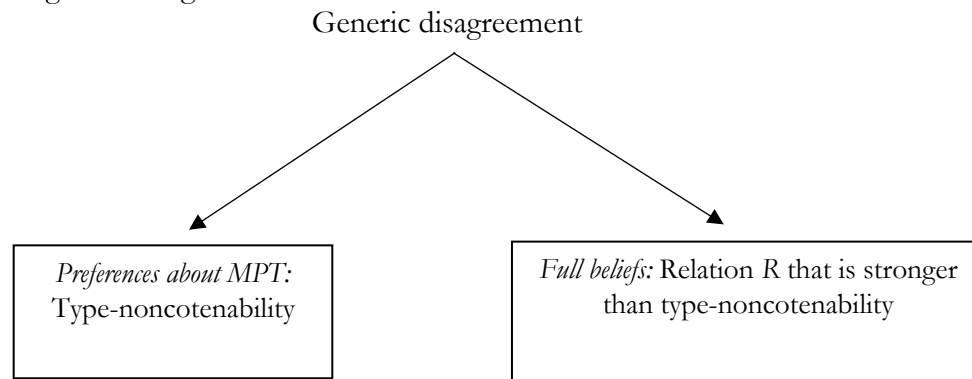 Generic disagreement
Preferences about MPT:
Type-noncotenability
Full beliefs: Relation R that is stronger
than type-noncotenability